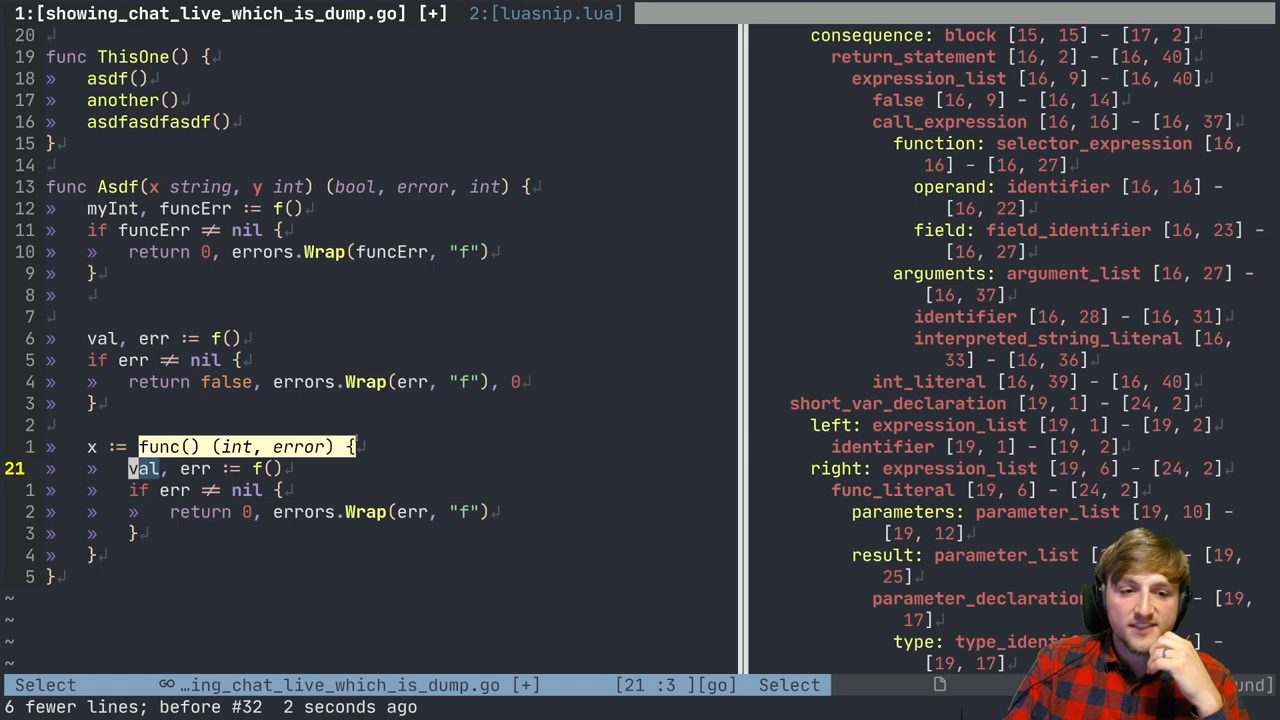 1:[showing_chat_live_which_is_dump.go] [+] 2:[luasnip.lua]
20 ↲
19 func ThisOne() {↲
18 » asdf()↲
17 » another()↲
16 » asdfasdfasdf()↲
15 }↲
14 ↲
13 func Asdf(x string, y int) (bool, error, int) {↲
12 » myInt, funcErr := f()↲
11 » if funcErr ≠ nil {↲
10 » » return 0, errors.Wrap(funcErr, "f")↲
9 » }↲
8 » ↲
7 »
6 » val, err := f()↲
5 » if err ≠ nil {↲
4 » » return false, errors.Wrap(err, "f"), 0↲
3 » }↲
2 » ↲
1 » x := func() (int, error) {↲
21 » » val, err := f()↲
1 » » if err ≠ nil {↲
2 » » » return 0, errors.Wrap(err, "f")↲
3 » » }↲
4 » }↲
5 }↲
~
~
~
~
consequence: block [15, 15] - [17, 2]↲
return_statement [16, 2] - [16, 40]↲
expression_list [16, 9] - [16, 40]↲
false [16, 9] - [16, 14]↲
call_expression [16, 16] - [16, 37]↲
function: selector_expression [16,
16] - [16, 27]↲
operand: identifier [16, 16] -
[16, 22]↲
field: field_identifier [16, 23] -
[16, 27]↲
arguments: argument_list [16, 27] -
[16, 37]↲
identifier [16, 28] - [16, 31]↲
interpreted_string_literal [16,
33] - [16, 36]↲
int_literal [16, 39] - [16, 40]↲
short_var_declaration [19, 1] - [24, 2]↲
left: expression_list [19, 1] - [19, 2]↲
identifier [19, 1] - [19, 2]↲
right: expression_list [19, 6] - [24, 2]↲
func_literal [19, 6] - [24, 2]↲
parameters: parameter_list [19, 10] -
[19, 12]↲
result: parameter_list - [19,
25]↲
parameter_declaration - [19,
17]↲
type: -
[19, 17]↲
Select …ing_chat_live_which_is_dump.go [+] [21 :3 ][go] Select
6 fewer lines; before #32 2 seconds ago